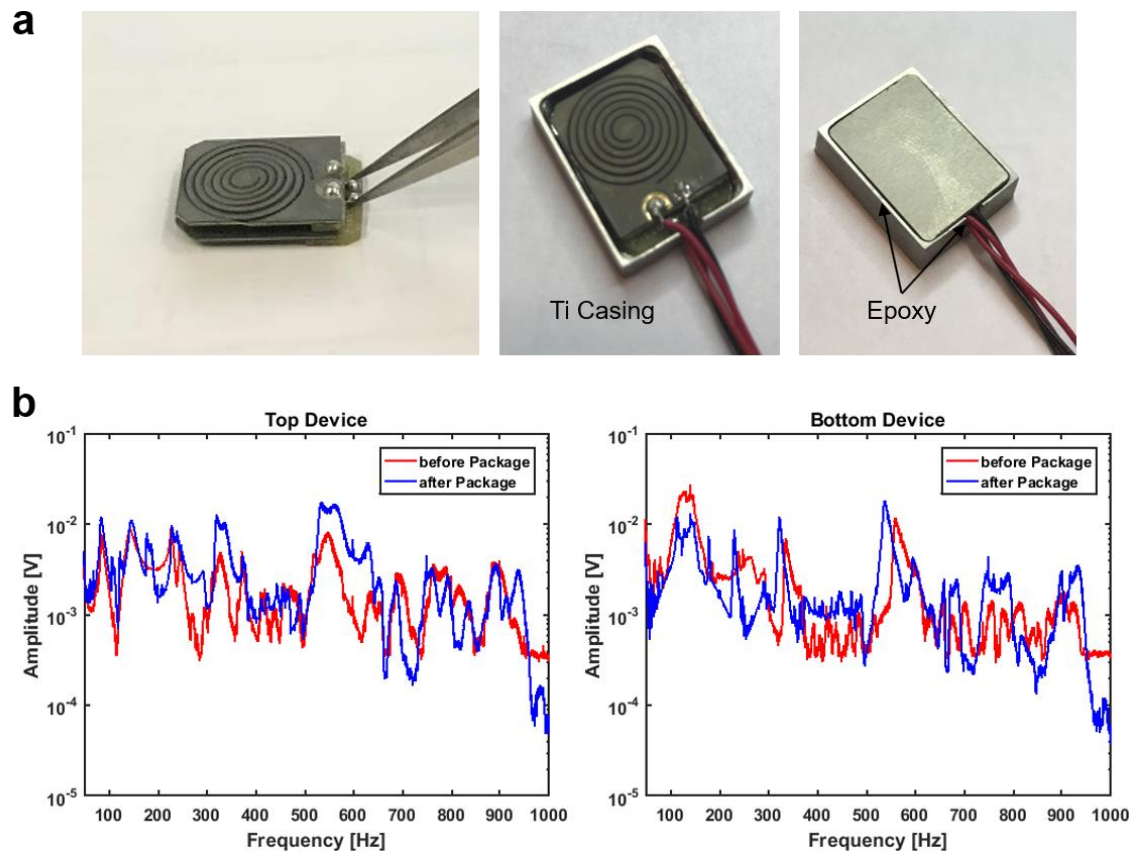 a
Ti Casing
Epoxy
b
Top Device
10^-1
10^-2
10^-3
10^-4
10^-5
Amplitude [V]
before Package
after Package
100 200 300 400 500 600 700 800 900 1000
Frequency [Hz]
Bottom Device
10^-1
10^-2
10^-3
10^-4
10^-5
Amplitude [V]
before Package
after Package
100 200 300 400 500 600 700 800 900 1000
Frequency [Hz]